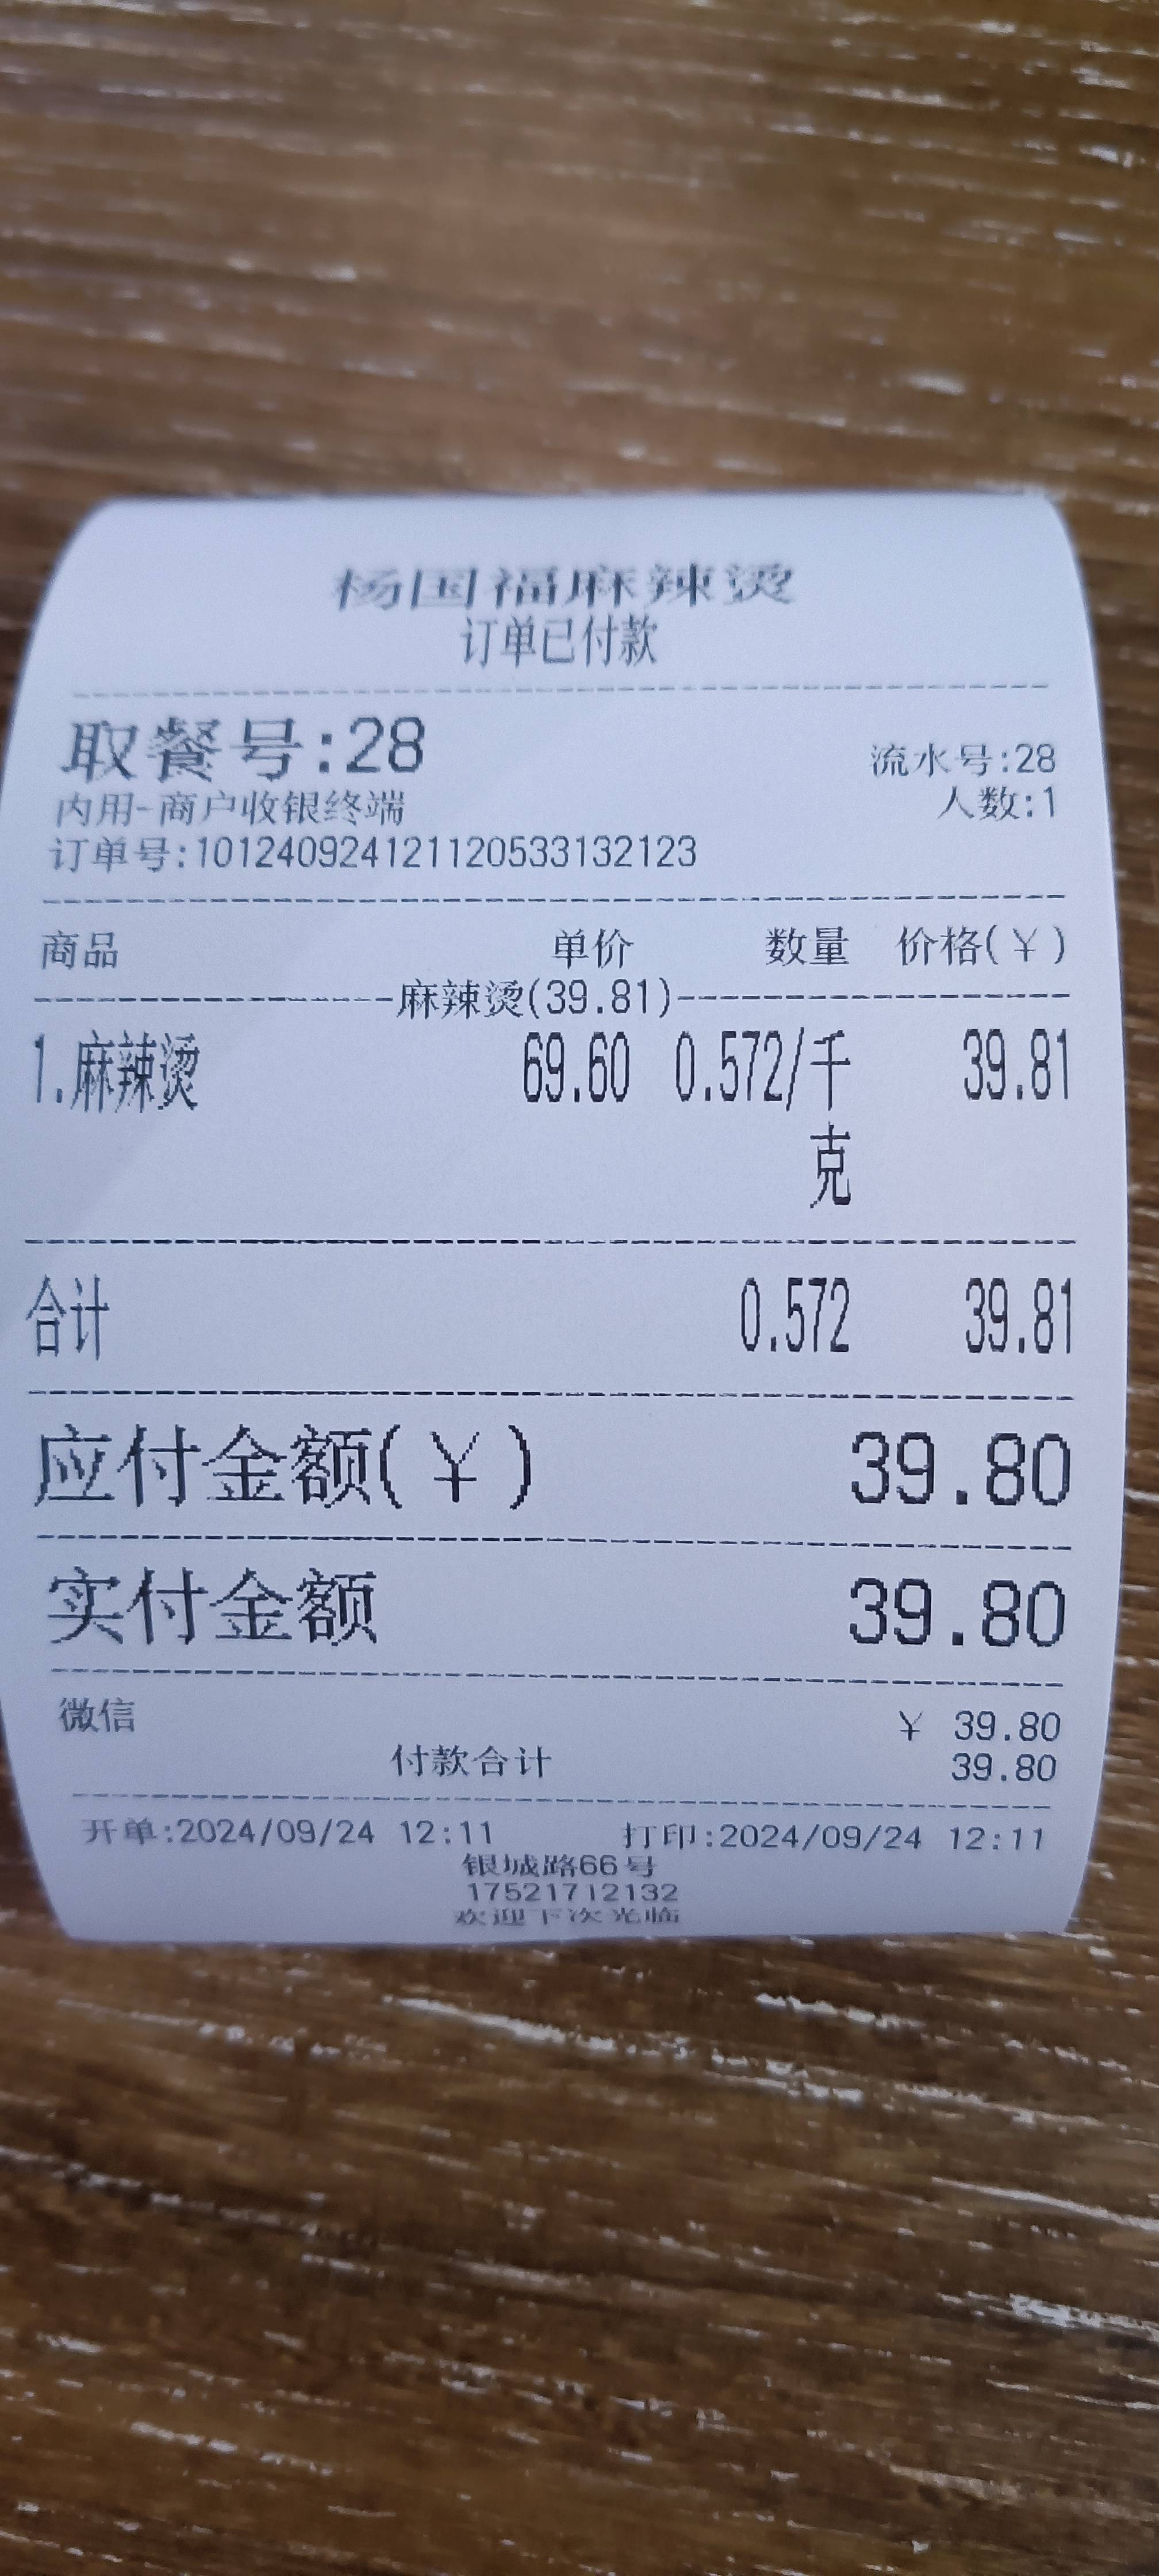 杨国福麻辣烫
订单已付款
取餐号:28 流水号:28
内用-商户收银终端 人数:1
订单号:101240924121120533132123
商品 单价 数量 价格(¥)
麻辣烫(39.81)
1.麻辣烫 69.60 0.572/千 39.81
克
合计 0.572 39.81
应付金额(¥) 39.80
实付金额 39.80
微信 ¥ 39.80
付款合计 39.80
开单:2024/09/24 12:11 打印:2024/09/24 12:11
银城路66号
17521712132
欢迎下次光临